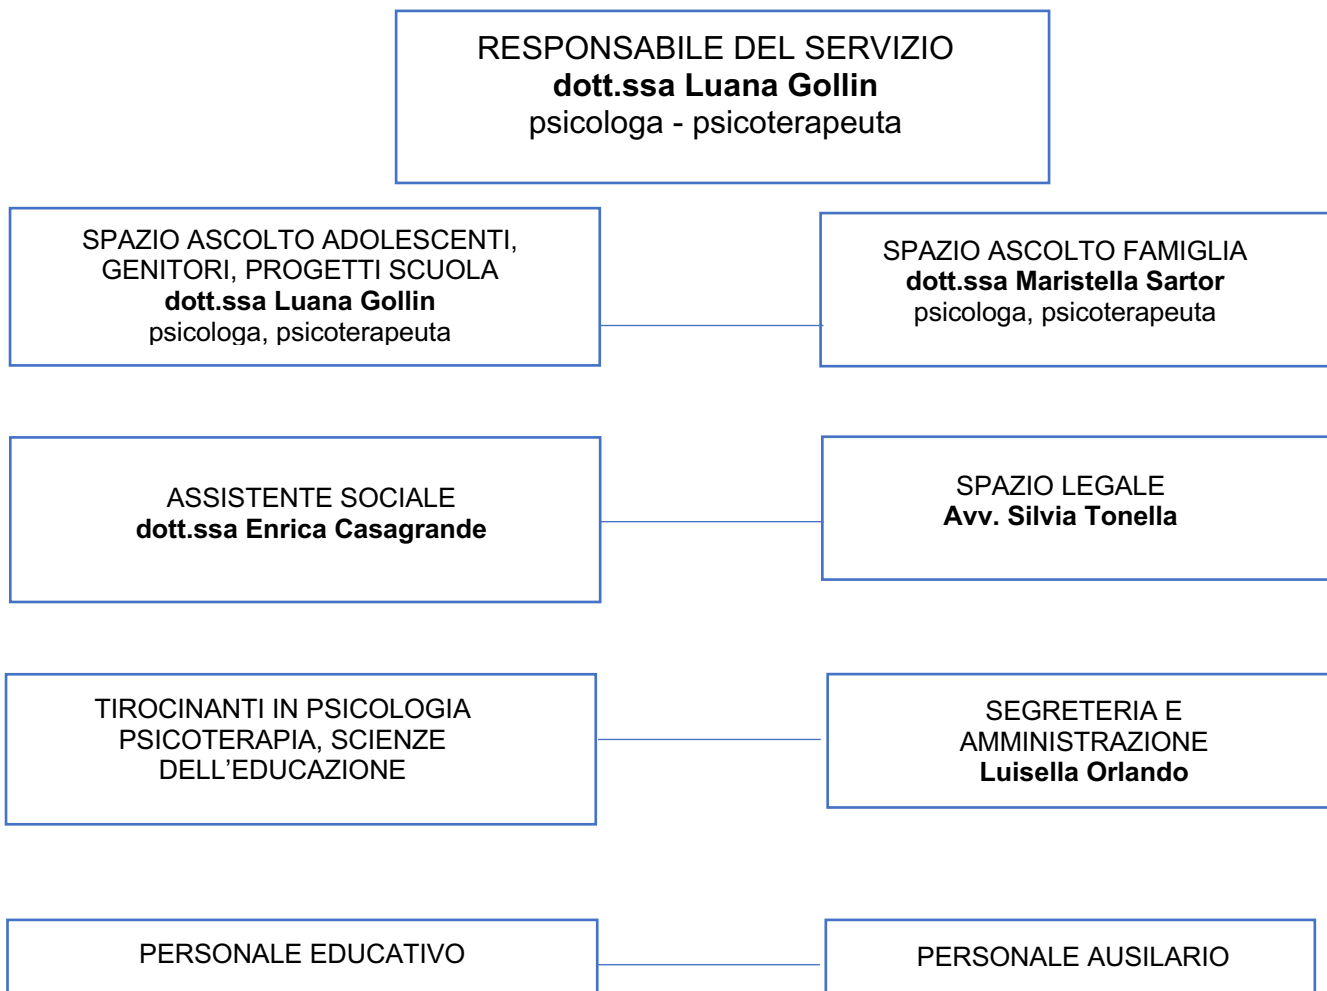 RESPONSABILE DEL SERVIZIO
dott.ssa Luana Gollin
psicologa - psicoterapeuta
SPAZIO ASCOLTO ADOLESCENTI,
GENITORI, PROGETTI SCUOLA
dott.ssa Luana Gollin
psicologa, psicoterapeuta
SPAZIO ASCOLTO FAMIGLIA
dott.ssa Maristella Sartor
psicologa, psicoterapeuta
ASSISTENTE SOCIALE
dott.ssa Enrica Casagrande
SPAZIO LEGALE
Avv. Silvia Tonella
TIROCINANTI IN PSICOLOGIA
PSICOTERAPIA, SCIENZE
DELL’EDUCAZIONE
SEGRETERIA E
AMMINISTRAZIONE
Luisella Orlando
PERSONALE EDUCATIVO
PERSONALE AUSILARIO